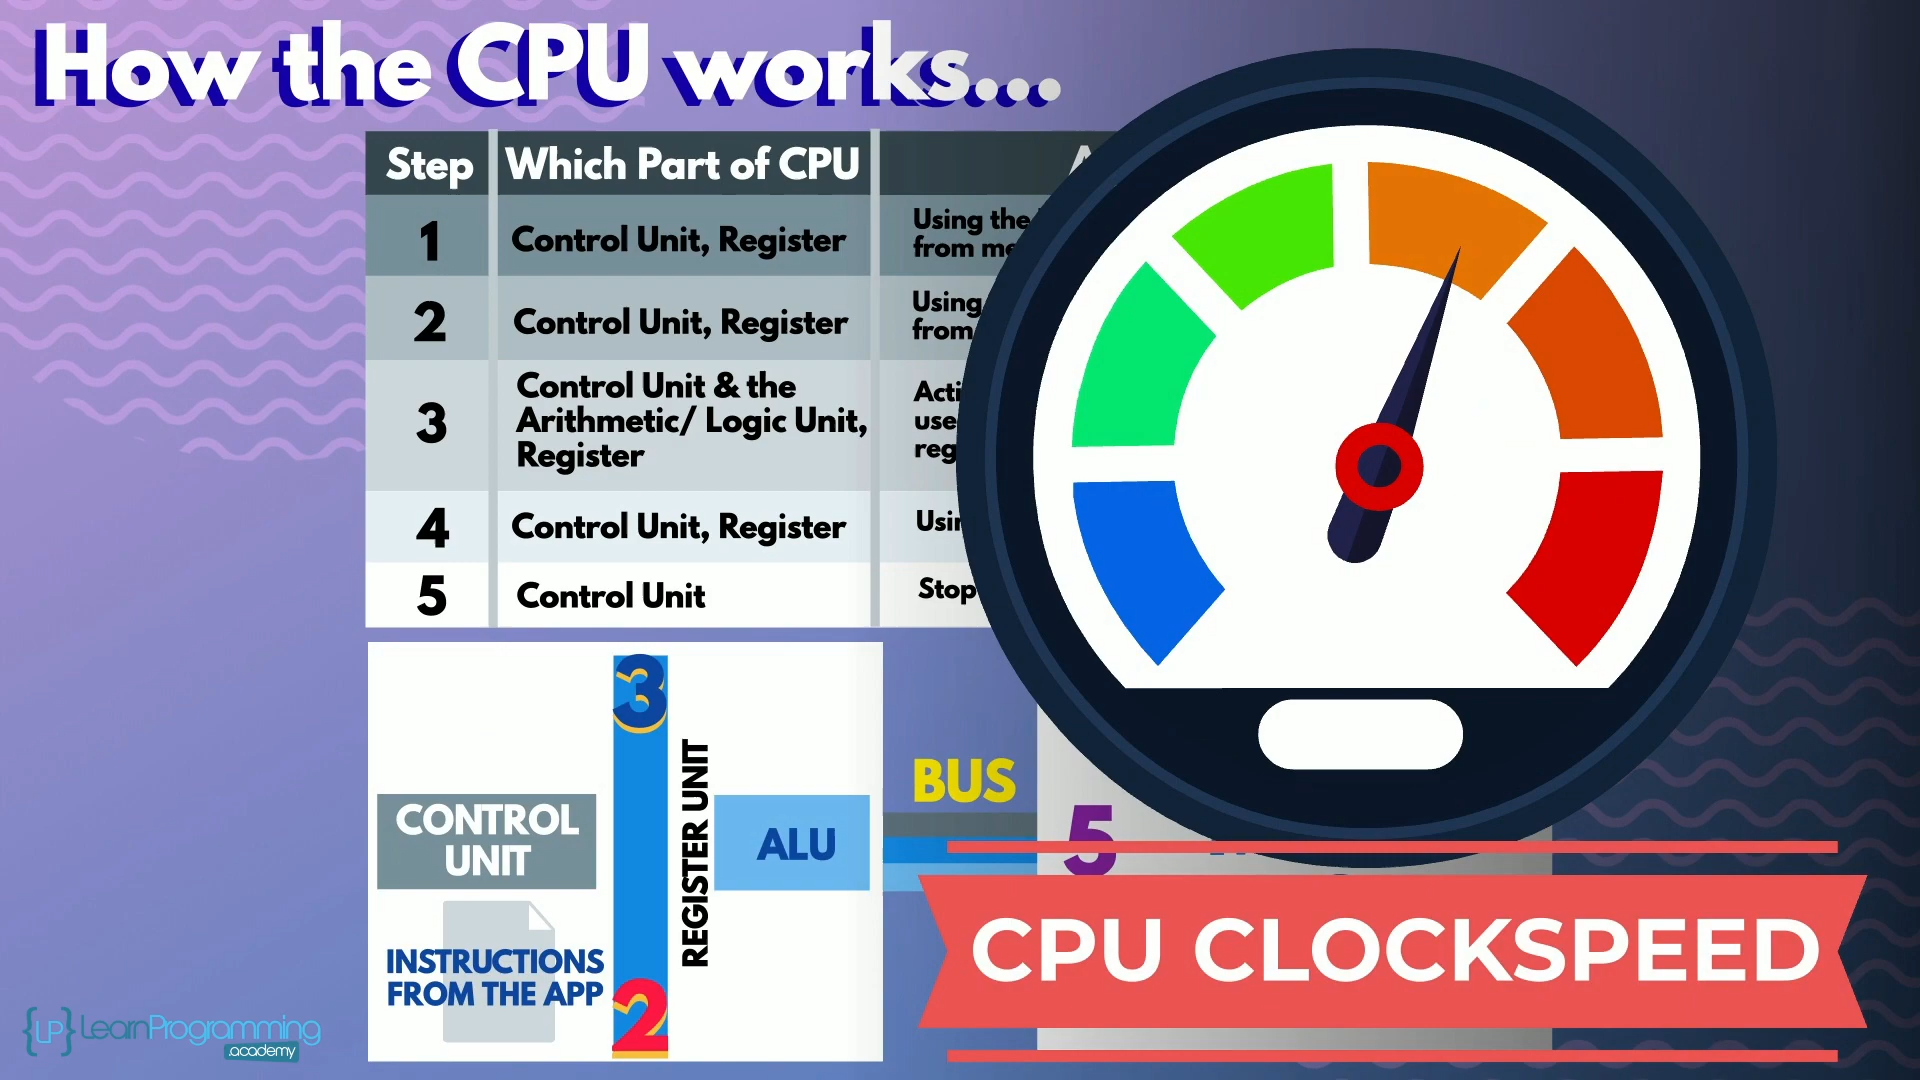 How the CPU works....
Step
Which Part of CPU
1
Control Unit, Register
Using the
from
2
Control Unit, Register
Using
from
3
Control Unit & the
Arithmetic/ Logic Unit,
Register
4
Control Unit, Register
5
Control Unit
Stop
3
REGISTER UNIT
CONTROL
UNIT
ALU
BUS
5
INSTRUCTIONS
FROM THE APP
2
CPU CLOCKSPEED
{LP} LearnProgramming
.academy